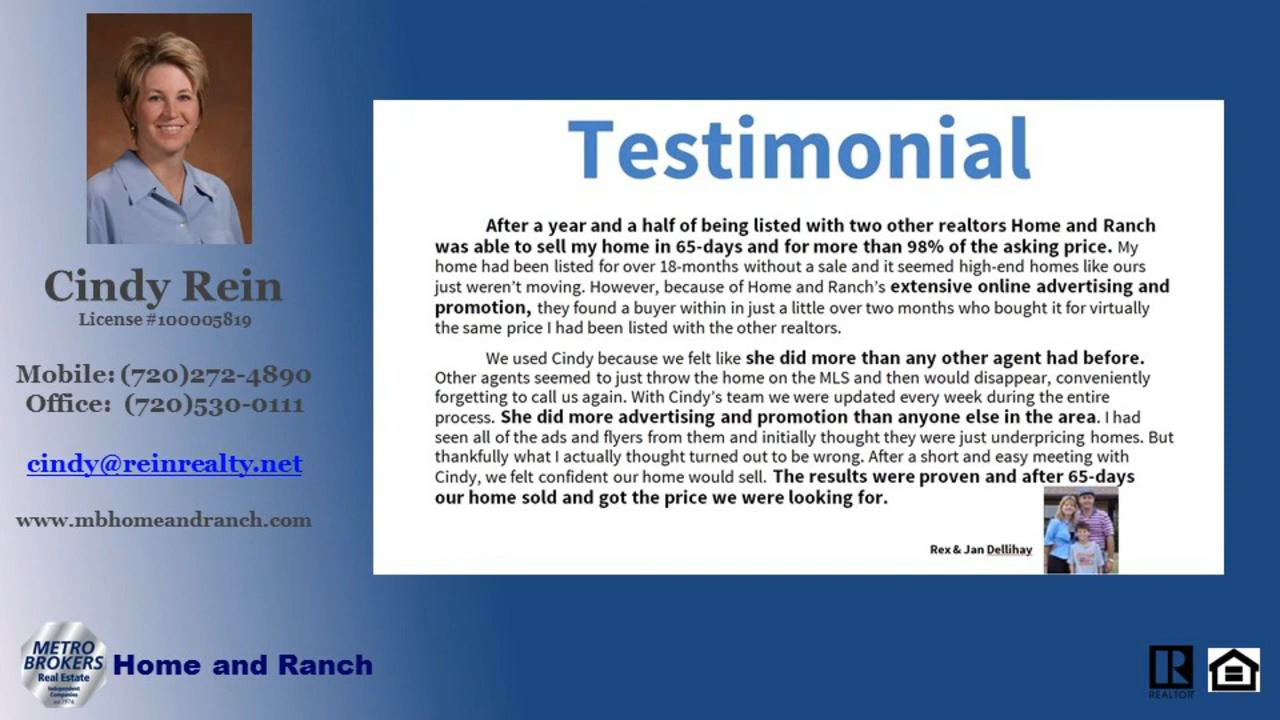 Cindy Rein
License #100005819
Mobile: (720)272-4890
Office: (720)530-0111
cindy@reinrealty.net
www.mbhomeandranch.com
METRO
BROKERS
Real Estate
Independent
Companies
est 1976
Home and Ranch
Testimonial
After a year and a half of being listed with two other realtors Home and Ranch
was able to sell my home in 65-days and for more than 98% of the asking price. My
home had been listed for over 18-months without a sale and it seemed high-end homes like ours
just weren't moving. However, because of Home and Ranch's extensive online advertising and
promotion, they found a buyer within in just a little over two months who bought it for virtually
the same price I had been listed with the other realtors.
We used Cindy because we felt like she did more than any other agent had before.
Other agents seemed to just throw the home on the MLS and then would disappear, conveniently
forgetting to call us again. With Cindy's team we were updated every week during the entire
process. She did more advertising and promotion than anyone else in the area. I had
seen all of the ads and flyers from them and initially thought they were just underpricing homes. But
thankfully what I actually thought turned out to be wrong. After a short and easy meeting with
Cindy, we felt confident our home would sell. The results were proven and after 65-days
our home sold and got the price we were looking for.
Rex & Jan Dellihay
REALTOR